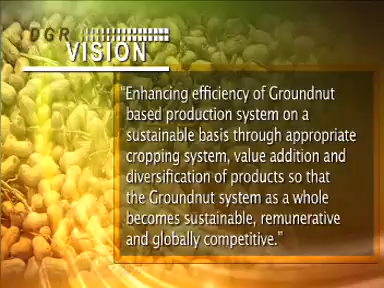 DGR
VISION
“Enhancing efficiency of Groundnut
based production system on a
sustainable basis through appropriate
cropping system, value addition and
diversification of products so that
the Groundnut system as a whole
becomes sustainable, remunerative
and globally competitive.”